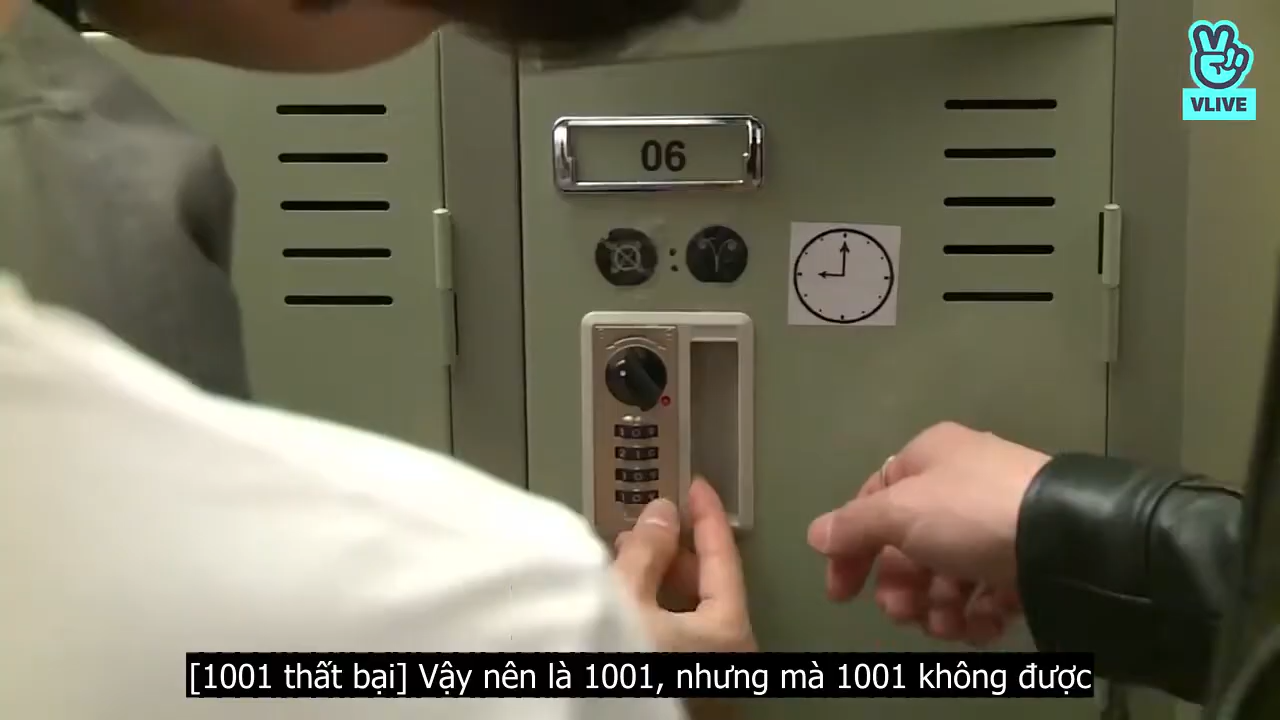 VLIVE
06
[1001 thất bại] Vậy nên là 1001, nhưng mà 1001 không được